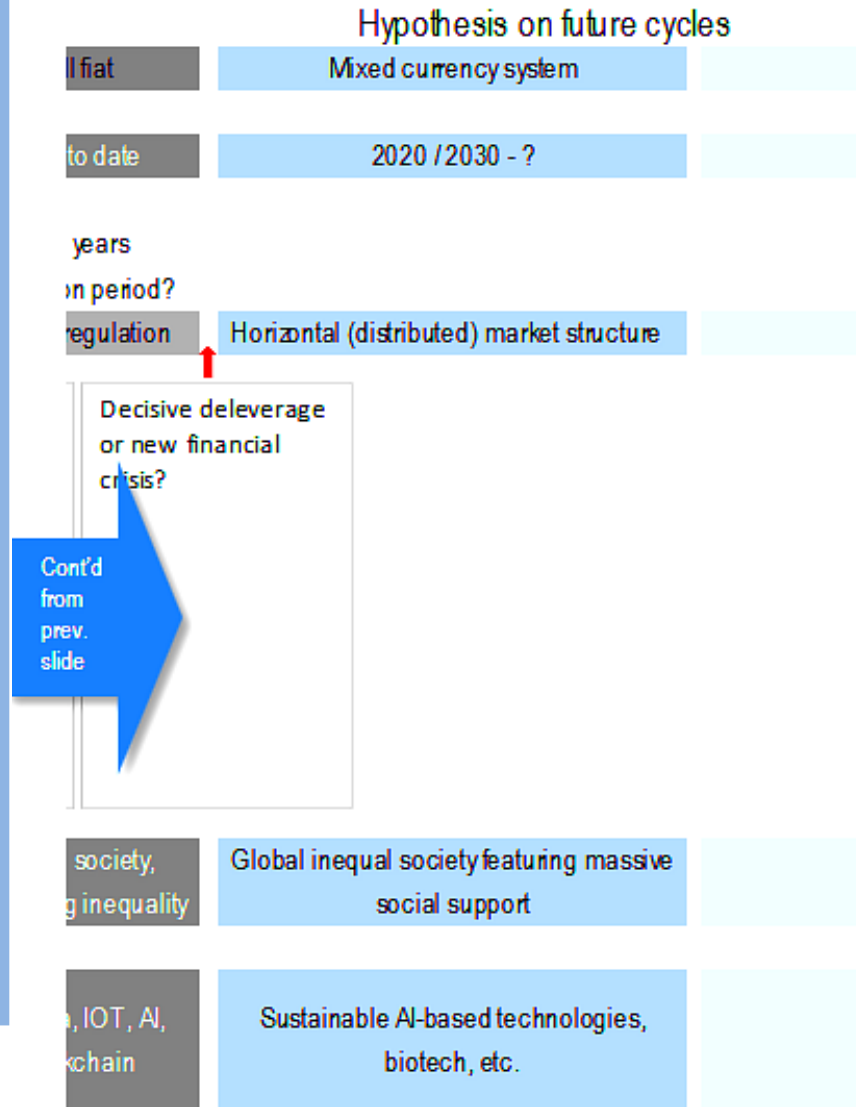 Hypothesis on future cycles
ll fiat
Mixed currency system
to date
2020 / 2030 - ?
years
on period?
regulation
Horizontal (distributed) market structure
Decisive deleverage
or new financial
crisis?
Cont'd
from
prev.
slide
society,
g inequality
Global inequal society featuring massive
social support
, IOT, AI,
kchain
Sustainable AI-based technologies,
biotech, etc.